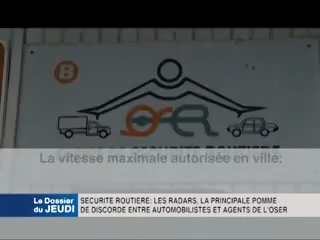 B
OSER
La vitesse maximale autorisée en ville:
Le Dossier
du JEUDI
SECURITE ROUTIERE: LES RADARS, LA PRINCIPALE POMME
DE DISCORDE ENTRE AUTOMOBILISTES ET AGENTS DE L'OSER